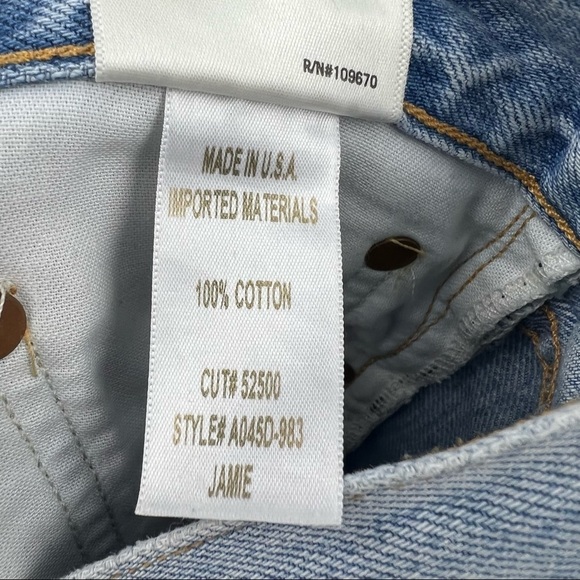 R/N#109670
MADE IN U.S.A.
IMPORTED MATERIALS
100% COTTON
CUT# 52500
STYLE# A045D-983
JAMIE